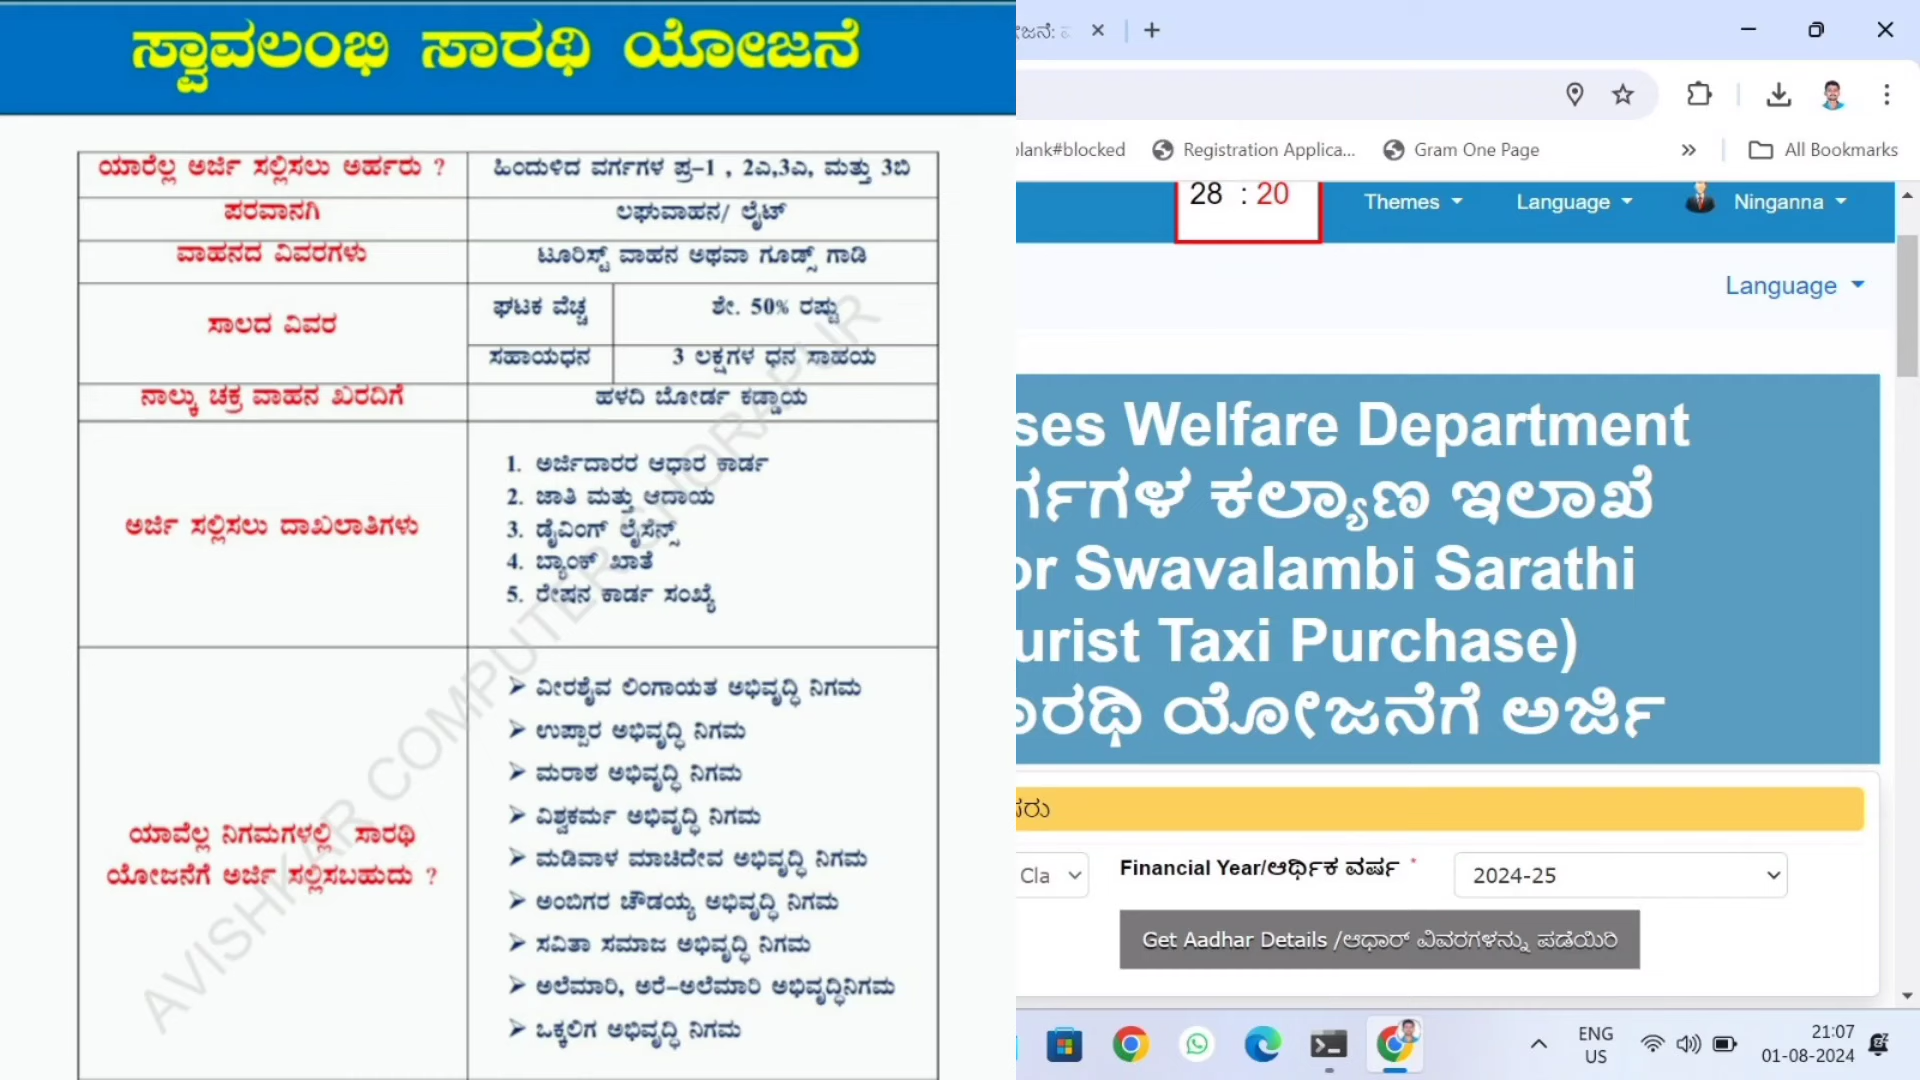 ಸ್ವಾವಲಂಬಿ ಸಾರಥಿ ಯೋಜನೆ
ಯಾರೆಲ್ಲ ಅರ್ಜಿ ಸಲ್ಲಿಸಲು ಅರ್ಹರು ?
ಹಿಂದುಳಿದ ವರ್ಗಗಳ ಪ್ರ-1 , 2ಎ,3ಎ, ಮತ್ತು 3ಬಿ
ಪರವಾನಗಿ
ಲಘುವಾಹನ/ ಲೈಟ್
ವಾಹನದ ವಿವರಗಳು
ಟೂರಿಸ್ಟ್ ವಾಹನ ಅಥವಾ ಗೂಡ್ಸ್ ಗಾಡಿ
ಸಾಲದ ವಿವರ
ಘಟಕ ವೆಚ್ಚ
ಶೇ. 50% ರಷ್ಟು
ಸಹಾಯಧನ
3 ಲಕ್ಷಗಳ ಧನ ಸಾಹಯ
ನಾಲ್ಕು ಚಕ್ರ ವಾಹನ ಖರದಿಗೆ
ಹಳದಿ ಬೋರ್ಡ ಕಡ್ಡಾಯ
ಅರ್ಜಿ ಸಲ್ಲಿಸಲು ದಾಖಲಾತಿಗಳು
1. ಅರ್ಜಿದಾರರ ಆಧಾರ ಕಾರ್ಡ
2. ಜಾತಿ ಮತ್ತು ಆದಾಯ
3. ಡೈವಿಂಗ್ ಲೈಸೆನ್ಸ್
4. ಬ್ಯಾಂಕ್ ಖಾತೆ
5. ರೇಷನ ಕಾರ್ಡ ಸಂಖ್ಯೆ
ಯಾವೆಲ್ಲ ನಿಗಮಗಳಲ್ಲಿ ಸಾರಥಿ
ಯೋಜನೆಗೆ ಅರ್ಜಿ ಸಲ್ಲಿಸಬಹುದು ?
➢ ವೀರಶೈವ ಲಿಂಗಾಯತ ಅಭಿವೃದ್ಧಿ ನಿಗಮ
➢ ಉಪ್ಪಾರ ಅಭಿವೃದ್ಧಿ ನಿಗಮ
➢ ಮರಾಠ ಅಭಿವೃದ್ಧಿ ನಿಗಮ
➢ ವಿಶ್ವಕರ್ಮ ಅಭಿವೃದ್ಧಿ ನಿಗಮ
➢ ಮಡಿವಾಳ ಮಾಚಿದೇವ ಅಭಿವೃದ್ಧಿ ನಿಗಮ
➢ ಅಂಬಿಗರ ಚೌಡಯ್ಯ ಅಭಿವೃದ್ಧಿ ನಿಗಮ
➢ ಸವಿತಾ ಸಮಾಜ ಅಭಿವೃದ್ಧಿ ನಿಗಮ
➢ ಅಲೆಮಾರಿ, ಅರೆ-ಅಲೆಮಾರಿ ಅಭಿವೃದ್ಧಿನಿಗಮ
➢ ಒಕ್ಕಲಿಗ ಅಭಿವೃದ್ಧಿ ನಿಗಮ
AVISHKAR COMPUTER SHORAPUR
lank#blocked
Registration Applica...
Gram One Page
All Bookmarks
28 : 20
Themes
Language
Ninganna
Language
ses Welfare Department
ರ್ಗಗಳ ಕಲ್ಯಾಣ ಇಲಾಖೆ
or Swavalambi Sarathi
urist Taxi Purchase)
ಾರಥಿ ಯೋಜನೆಗೆ ಅರ್ಜಿ
Cla
Financial Year/ಆರ್ಥಿಕ ವರ್ಷ *
2024-25
Get Aadhar Details /ಆಧಾರ್ ವಿವರಗಳನ್ನು ಪಡೆಯಿರಿ
ENG
US
21:07
01-08-2024